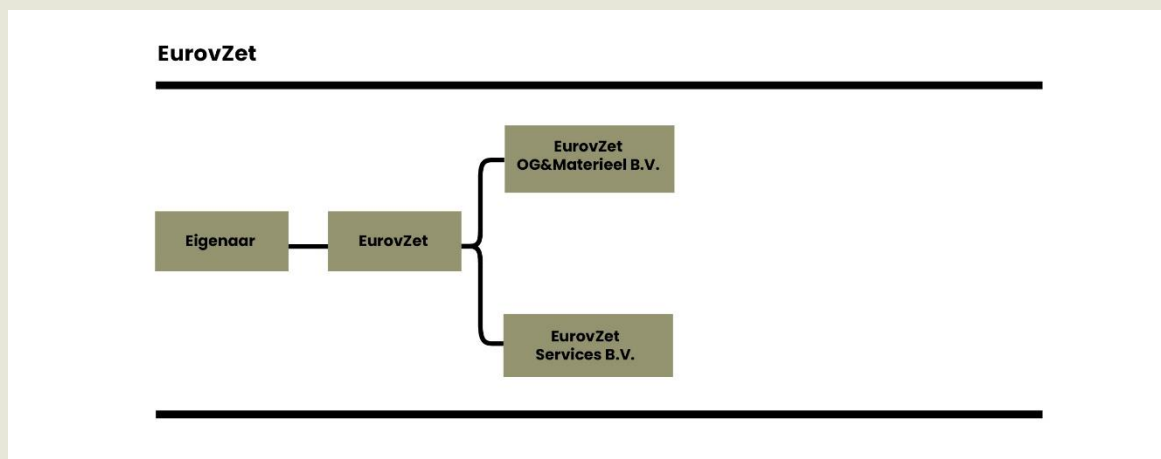 EurovZet
EurovZet
OG&Materieel B.V.
Eigenaar
EurovZet
EurovZet
Services B.V.